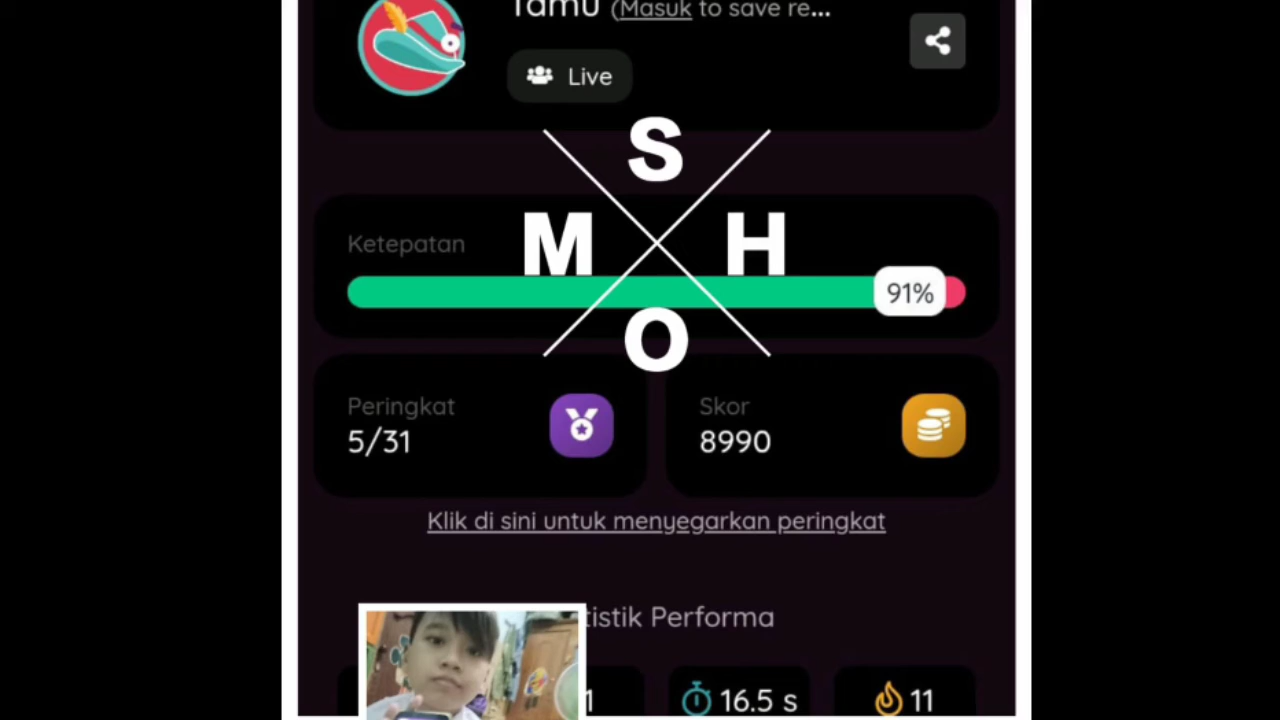 Tamu (Masuk to save re...
Live
S
M H
Ketepatan
91%
O
Peringkat
5/31
Skor
8990
Klik di sini untuk menyegarkan peringkat
tistik Performa
1
16.5 s
11